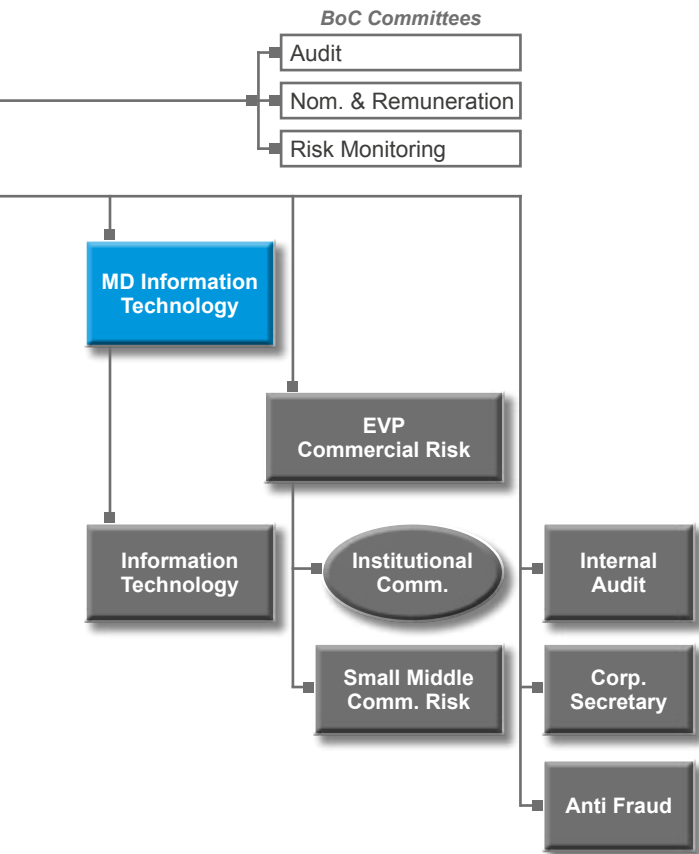 BoC Committees
Audit
Nom. & Remuneration
Risk Monitoring
MD Information
Technology
EVP
Commercial Risk
Information
Technology
Institutional
Comm.
Internal
Audit
Small Middle
Comm. Risk
Corp.
Secretary
Anti Fraud